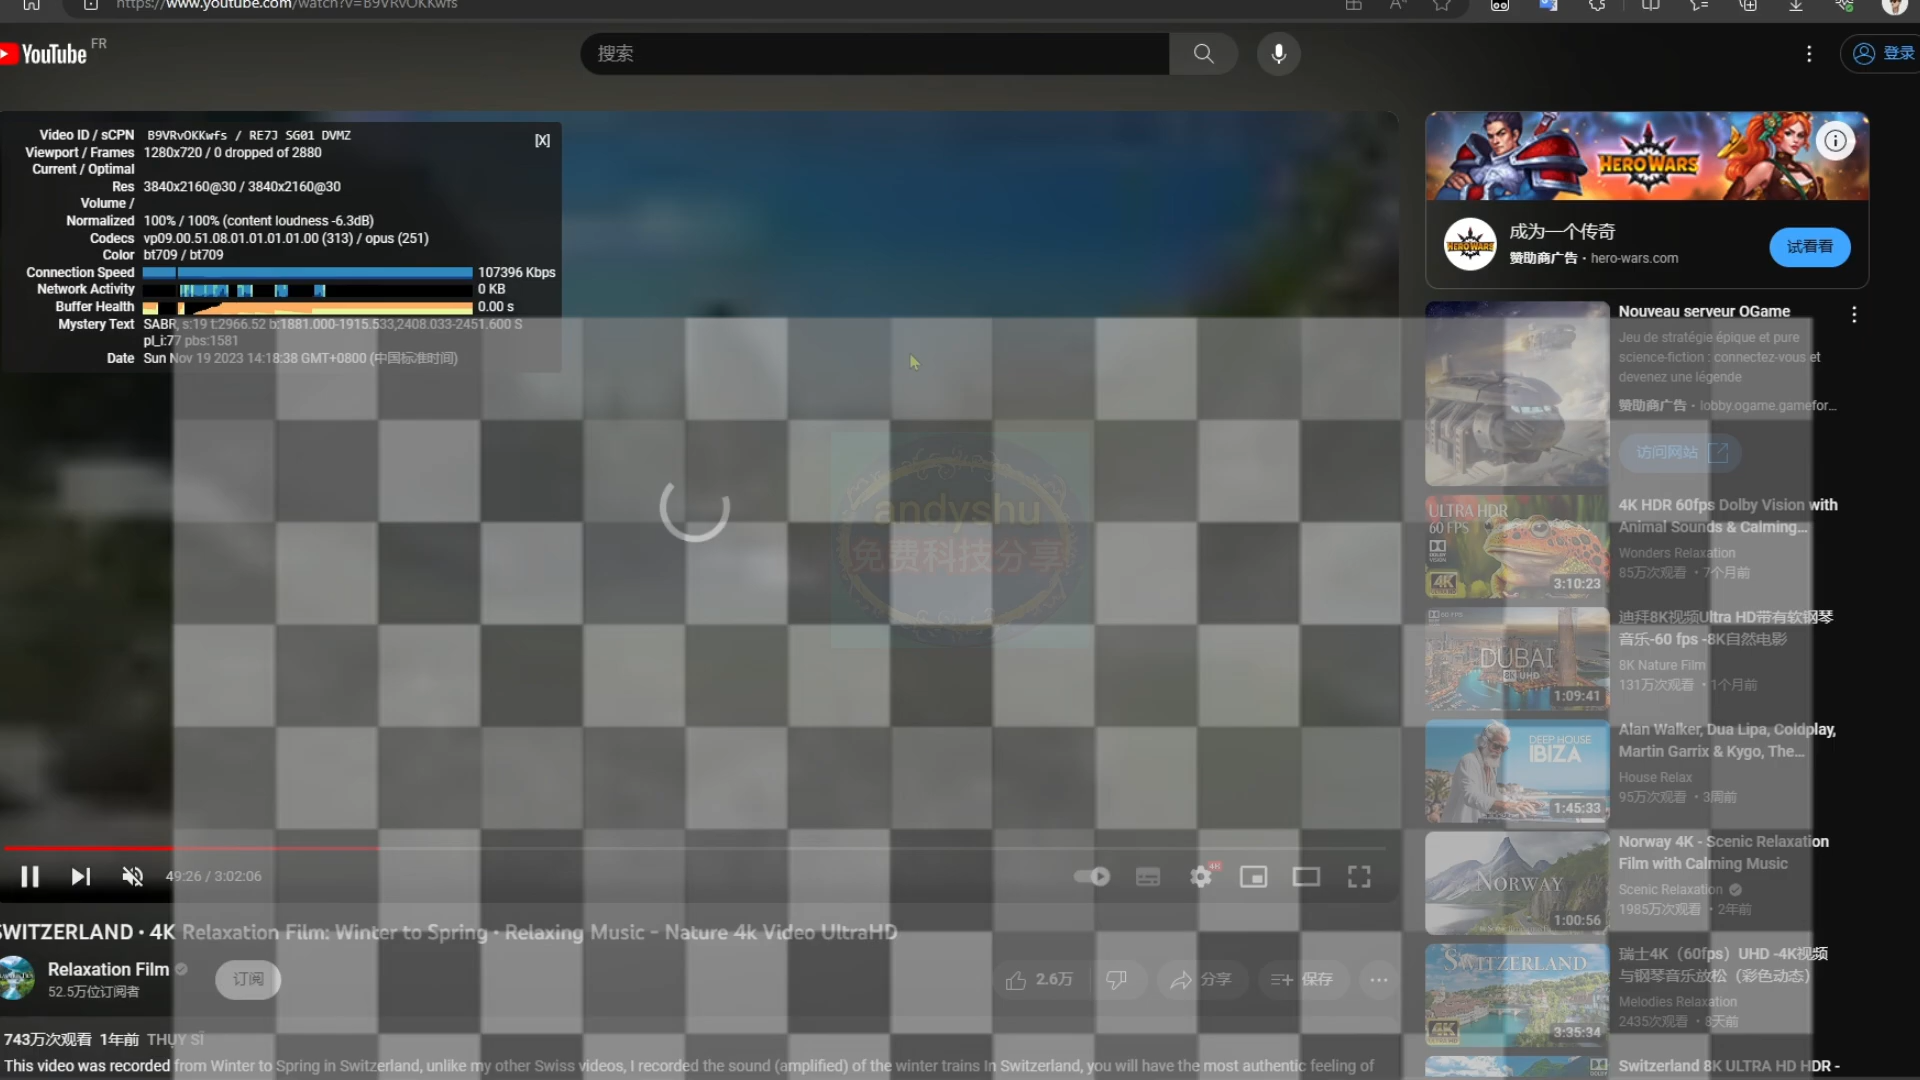 https://www.youtube.com/watch?v=B9VRvOKKwfs
YouTube FR
搜索
登录
Video ID / sCPN B9VRvOKKwfs / RE7J SG01 DVMZ
[X]
Viewport / Frames 1280x720 / 0 dropped of 2880
Current / Optimal
Res 3840x2160@30 / 3840x2160@30
Volume /
Normalized 100% / 100% (content loudness -6.3dB)
Codecs vp09.00.51.08.01.01.01.01.00 (313) / opus (251)
Color bt709 / bt709
Connection Speed 107396 Kbps
Network Activity 0 KB
Buffer Health 0.00 s
Mystery Text SABR, s:19 t:2966.52 b:1881.000-1915.533,2408.033-2451.600 S
pl_i:77 pbs:1581
Date Sun Nov 19 2023 14:18:38 GMT+0800 (中国标准时间)
andyshu
免费科技分享
49:26 / 3:02:06
4K
SWITZERLAND • 4K Relaxation Film: Winter to Spring • Relaxing Music - Nature 4k Video UltraHD
Relaxation Film
52.5万位订阅者
订阅
2.6万
分享
保存
743万次观看 1年前 THỤY SĨ
This video was recorded from Winter to Spring in Switzerland, unlike my other Swiss videos, I recorded the sound (amplified) of the winter trains In Switzerland, you will have the most authentic feeling of
HERO WARS
HERO WARS
成为一个传奇
赞助商广告 · hero-wars.com
试看看
Nouveau serveur OGame
Jeu de stratégie épique et pure
science-fiction : connectez-vous et
devenez une légende
赞助商广告 · lobby.ogame.gamefor...
访问网站
ULTRA HDR
60 FPS
DOLBY
VISION
4K
3:10:23
4K HDR 60fps Dolby Vision with
Animal Sounds & Calming...
Wonders Relaxation
85万次观看 · 7个月前
60 FPS
DUBAI
8K UHD
1:09:41
迪拜8K视频Ultra HD带有软钢琴
音乐-60 fps -8K自然电影
8K Nature Film
131万次观看 · 1个月前
DEEP HOUSE
IBIZA
1:45:33
Alan Walker, Dua Lipa, Coldplay,
Martin Garrix & Kygo, The...
House Relax
95万次观看 · 3周前
NORWAY
1:00:56
Norway 4K - Scenic Relaxation
Film with Calming Music
Scenic Relaxation
1985万次观看 · 2年前
SWITZERLAND
4K
3:35:34
瑞士4K（60fps）UHD -4K视频
与钢琴音乐放松（彩色动态）
Melodies Relaxation
2435次观看 · 8天前
Switzerland 8K ULTRA HD HDR -